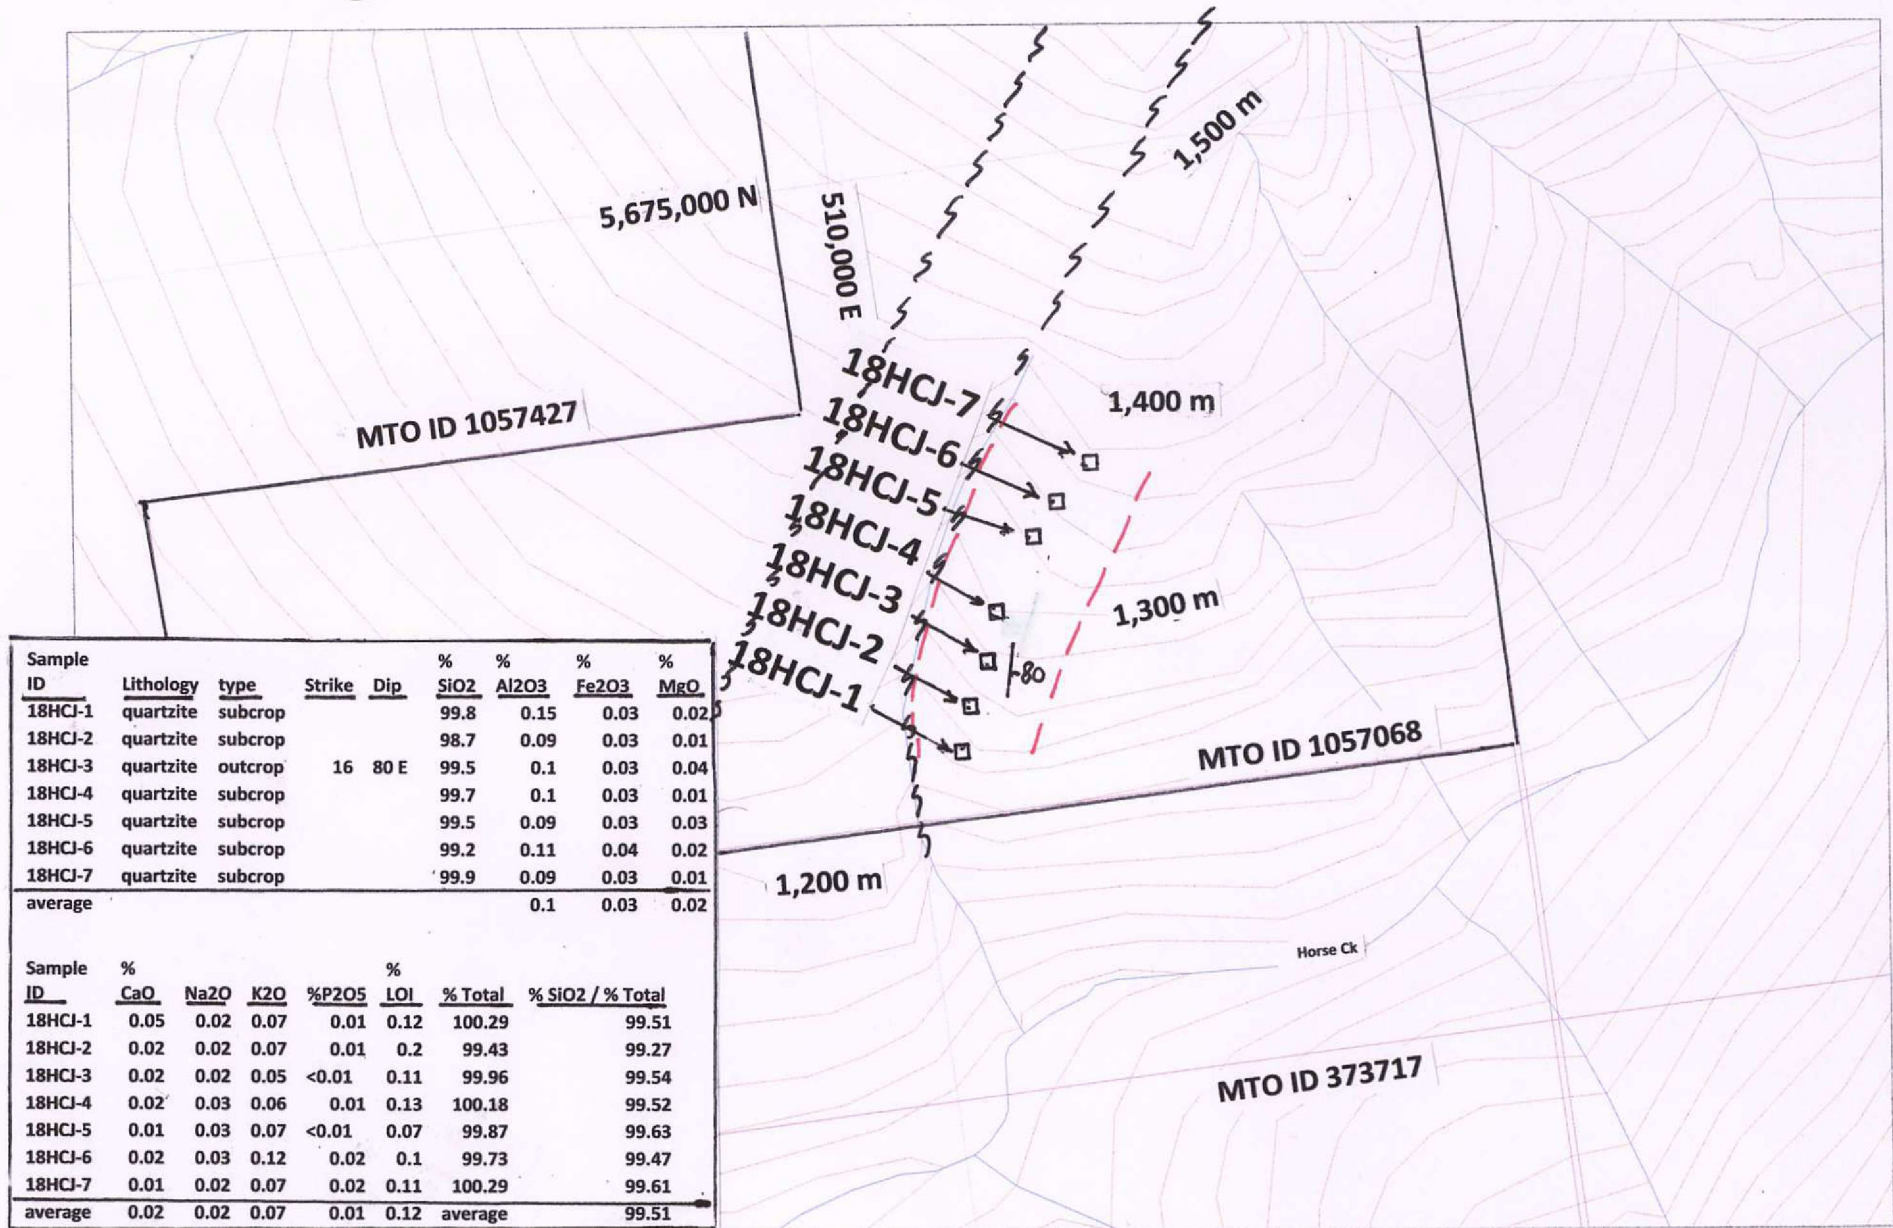 1,500 m
5,675,000 N
510,000 E
18HCJ-7
1,400 m
18HCJ-6
MTO ID 1057427
18HCJ-5
18HCJ-4
18HCJ-3
1,300 m
18HCJ-2
18HCJ-1
80
MTO ID 1057068
1,200 m
Horse Ck
MTO ID 373717
Sample % % % %
ID Lithology type Strike Dip SiO2 Al2O3 Fe2O3 MgO
18HCJ-1 quartzite subcrop 99.8 0.15 0.03 0.02
18HCJ-2 quartzite subcrop 98.7 0.09 0.03 0.01
18HCJ-3 quartzite outcrop 16 80 E 99.5 0.1 0.03 0.04
18HCJ-4 quartzite subcrop 99.7 0.1 0.03 0.01
18HCJ-5 quartzite subcrop 99.5 0.09 0.03 0.03
18HCJ-6 quartzite subcrop 99.2 0.11 0.04 0.02
18HCJ-7 quartzite subcrop 99.9 0.09 0.03 0.01
average 0.1 0.03 0.02
Sample % %
ID CaO Na2O K2O %P2O5 LOI % Total % SiO2 / % Total
18HCJ-1 0.05 0.02 0.07 0.01 0.12 100.29 99.51
18HCJ-2 0.02 0.02 0.07 0.01 0.2 99.43 99.27
18HCJ-3 0.02 0.02 0.05 <0.01 0.11 99.96 99.54
18HCJ-4 0.02 0.03 0.06 0.01 0.13 100.18 99.52
18HCJ-5 0.01 0.03 0.07 <0.01 0.07 99.87 99.63
18HCJ-6 0.02 0.03 0.12 0.02 0.1 99.73 99.47
18HCJ-7 0.01 0.02 0.07 0.02 0.11 100.29 99.61
average 0.02 0.02 0.07 0.01 0.12 average 99.51